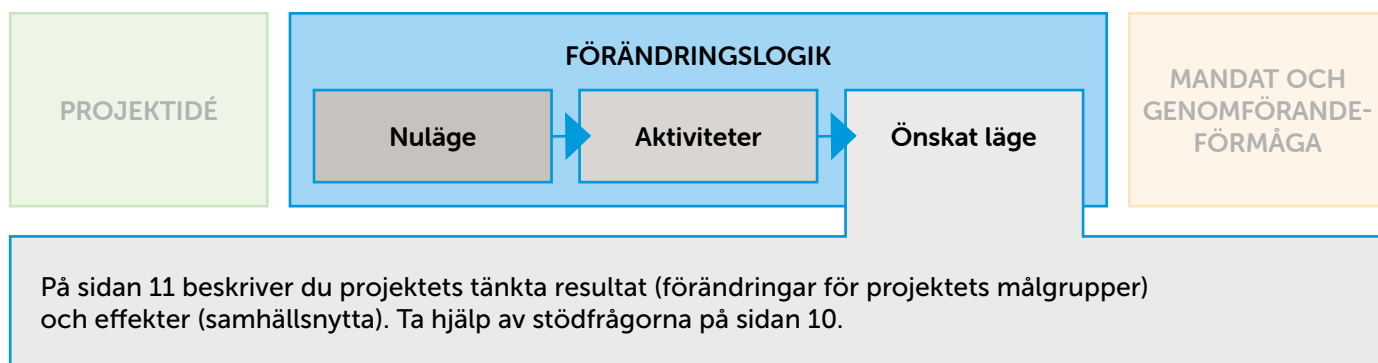 PROJEKTIDÉ
FÖRÄNDRINGSLOGIK
Nuläge
Aktiviteter
Önskat läge
MANDAT OCH
GENOMFÖRANDE-
FÖRMÅGA
På sidan 11 beskriver du projektets tänkta resultat (förändringar för projektets målgrupper)
och effekter (samhällsnytta). Ta hjälp av stödfrågorna på sidan 10.